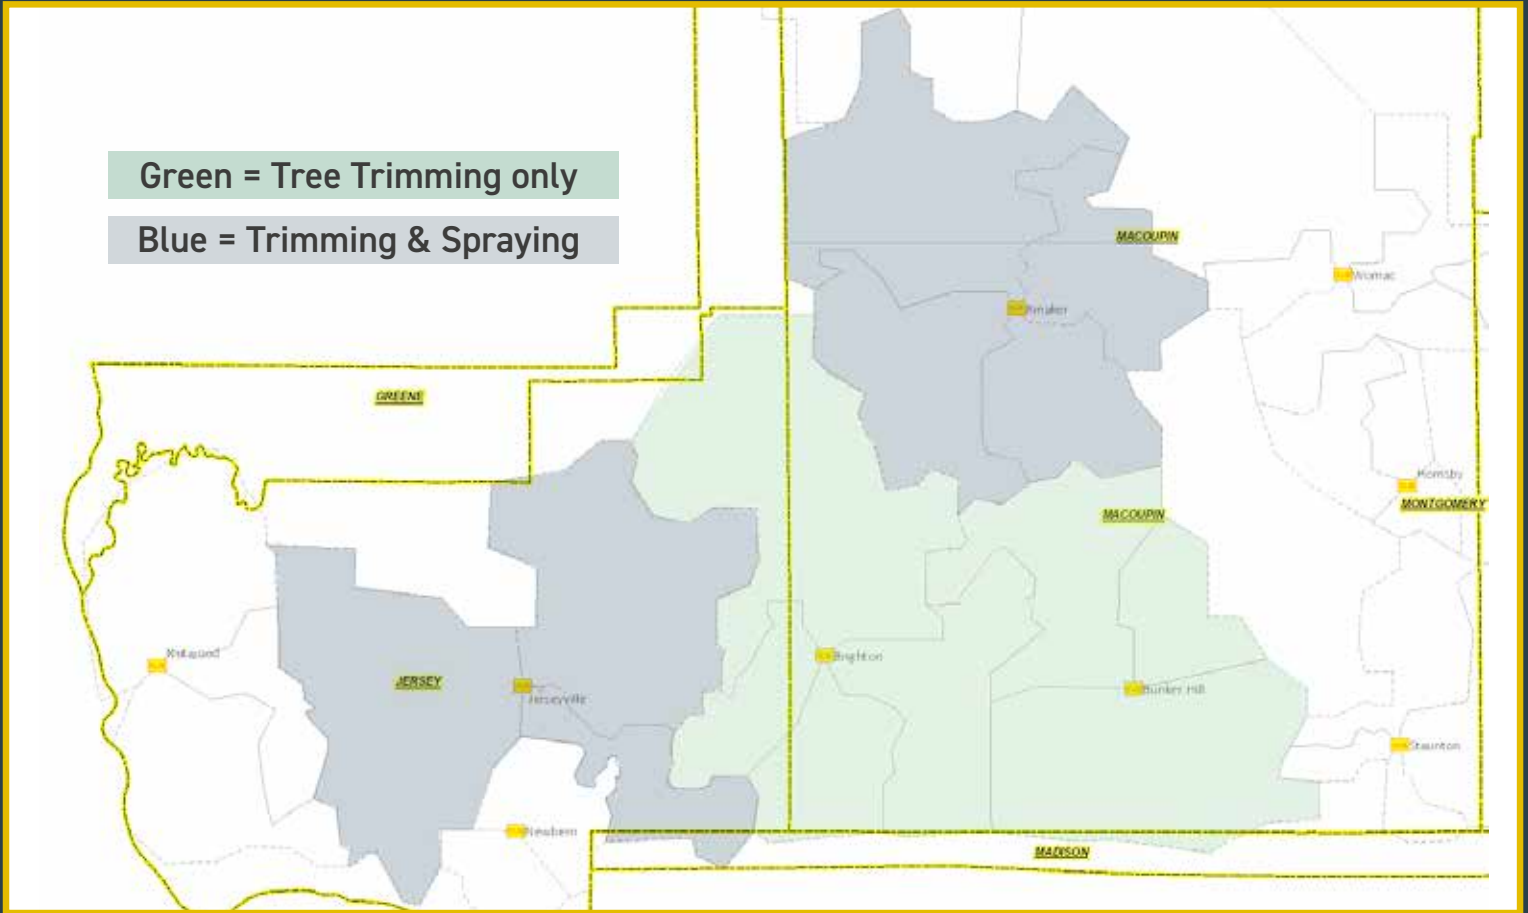 Green = Tree Trimming only
Blue = Trimming & Spraying
MACOUPIN
Womac
GREENE
Hornsby
MONTGOMERY
MACOUPIN
Brighton
JERSEY
Jerseyville
Bunker Hill
Staunton
Newbern
MADISON